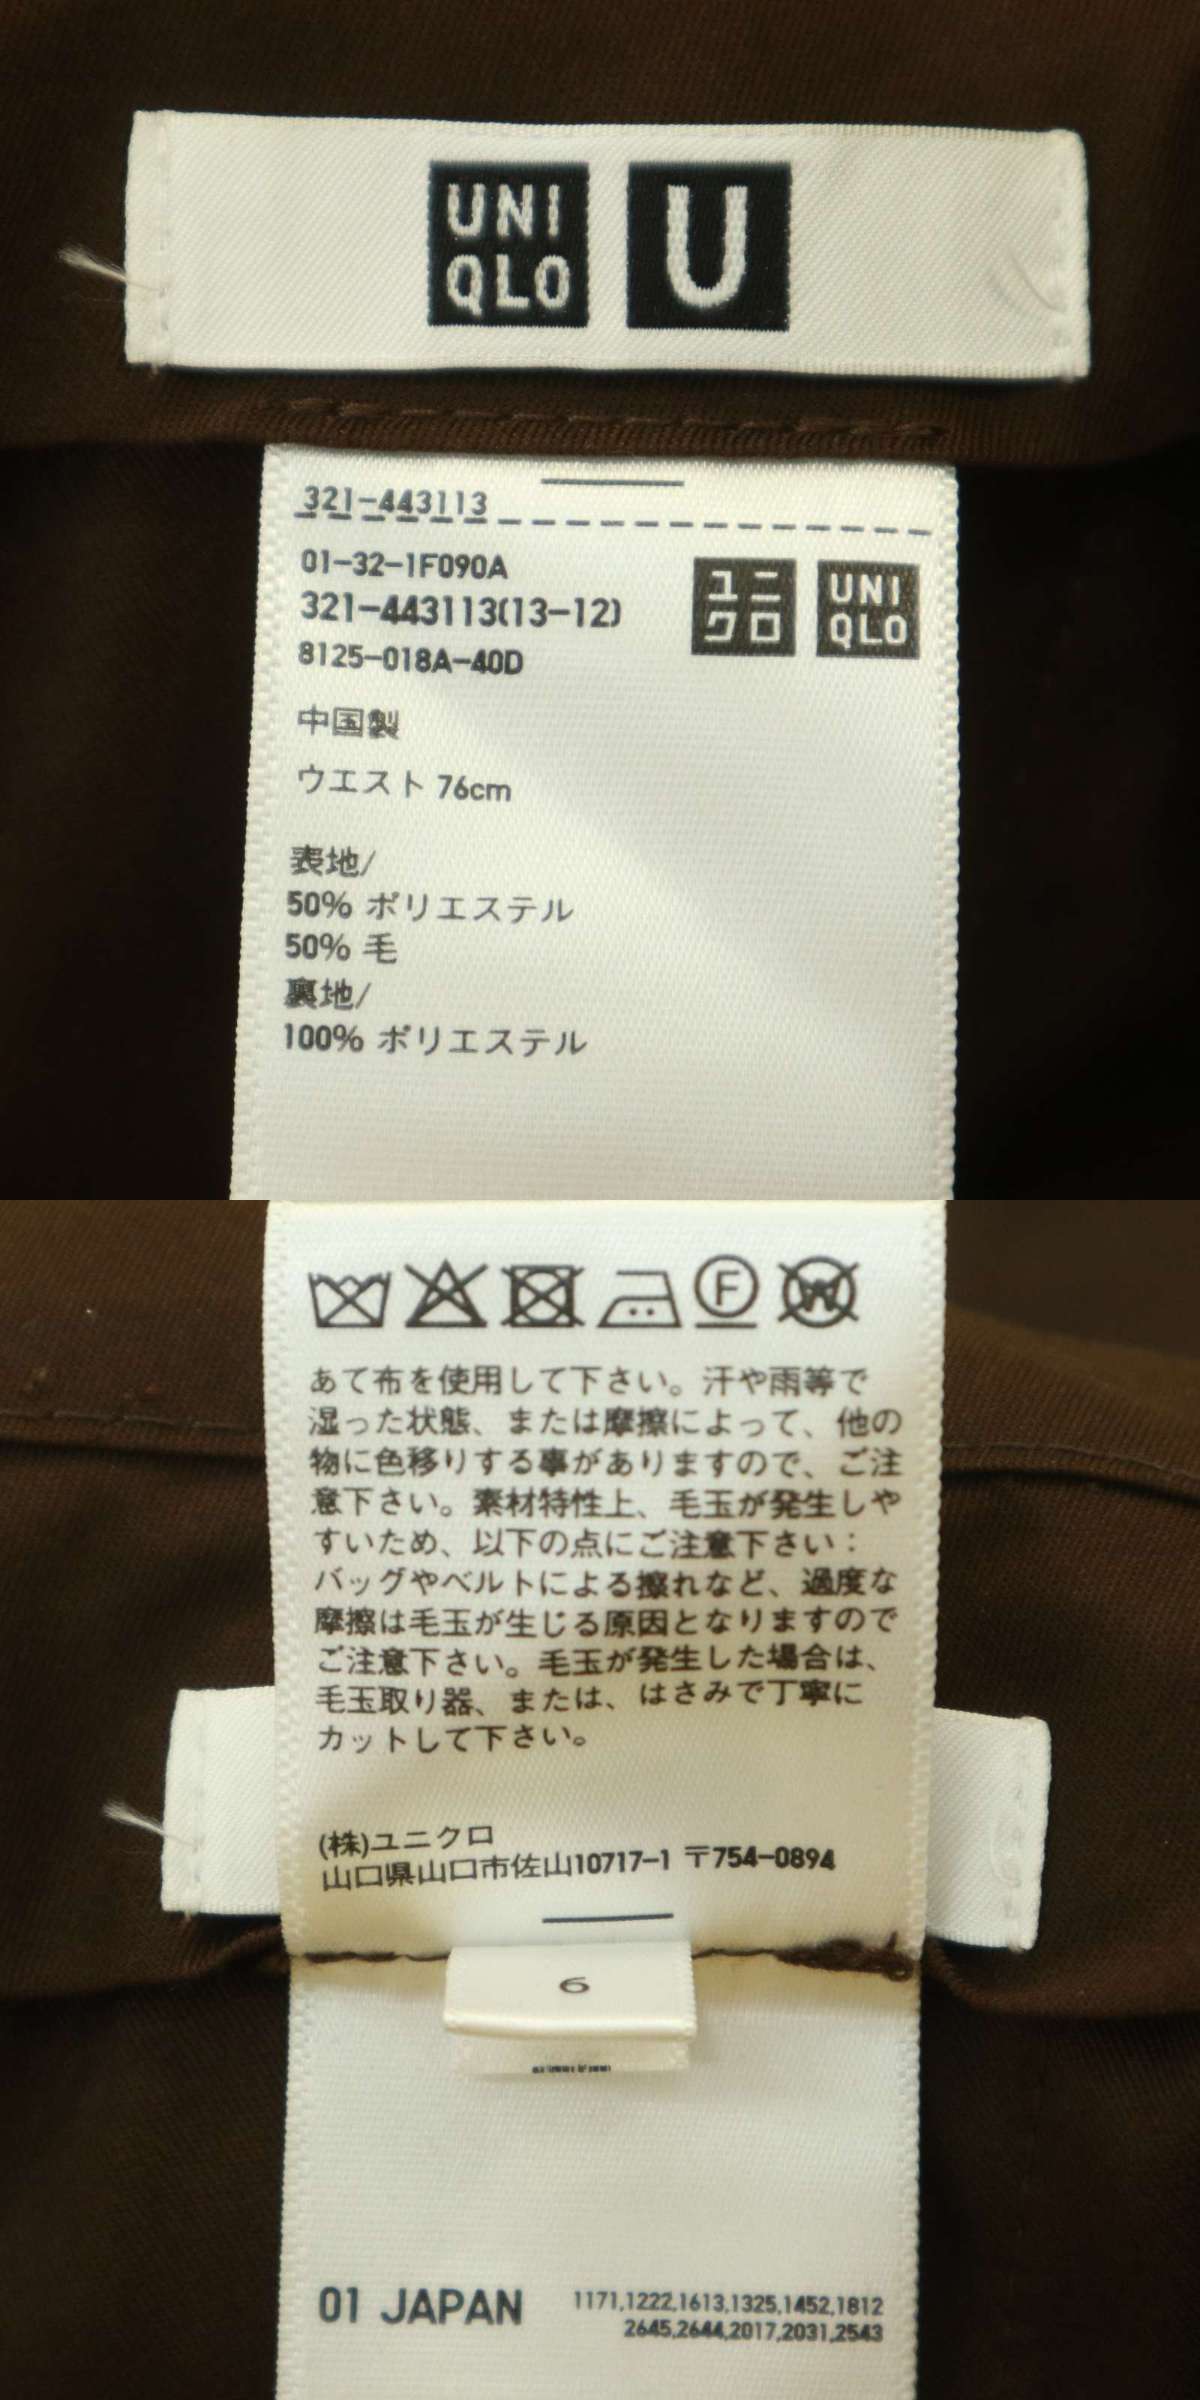 UNI
QLO
U
321-443113
01-32-1F090A
321-443113(13-12)
8125-018A-40D
ユニ
クロ
UNI
QLO
中国製
ウエスト 76cm
表地/
50% ポリエステル
50% 毛
裏地/
100% ポリエステル
F
W
あて布を使用して下さい。汗や雨等で
湿った状態、または摩擦によって、他の
物に色移りする事がありますので、ご注
意下さい。素材特性上、毛玉が発生しや
すいため、以下の点にご注意下さい：
バッグやベルトによる擦れなど、過度な
摩擦は毛玉が生じる原因となりますので
ご注意下さい。毛玉が発生した場合は、
毛玉取り器、または、はさみで丁寧に
カットして下さい。
(株)ユニクロ
山口県山口市佐山10717-1 〒754-0894
6
01 JAPAN
1171,1222,1613,1325,1452,1812
2645,2644,2017,2031,2543